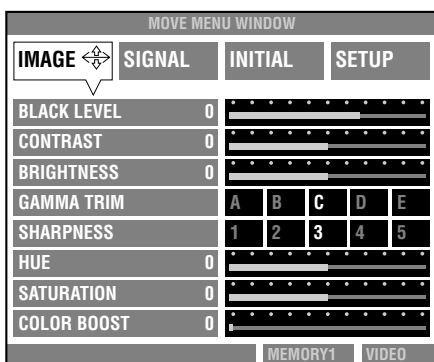 MOVE MENU WINDOW
IMAGE SIGNAL INITIAL SETUP
BLACK LEVEL 0
CONTRAST 0
BRIGHTNESS 0
GAMMA TRIM A B C D E
SHARPNESS 1 2 3 4 5
HUE 0
SATURATION 0
COLOR BOOST 0
MEMORY1 VIDEO